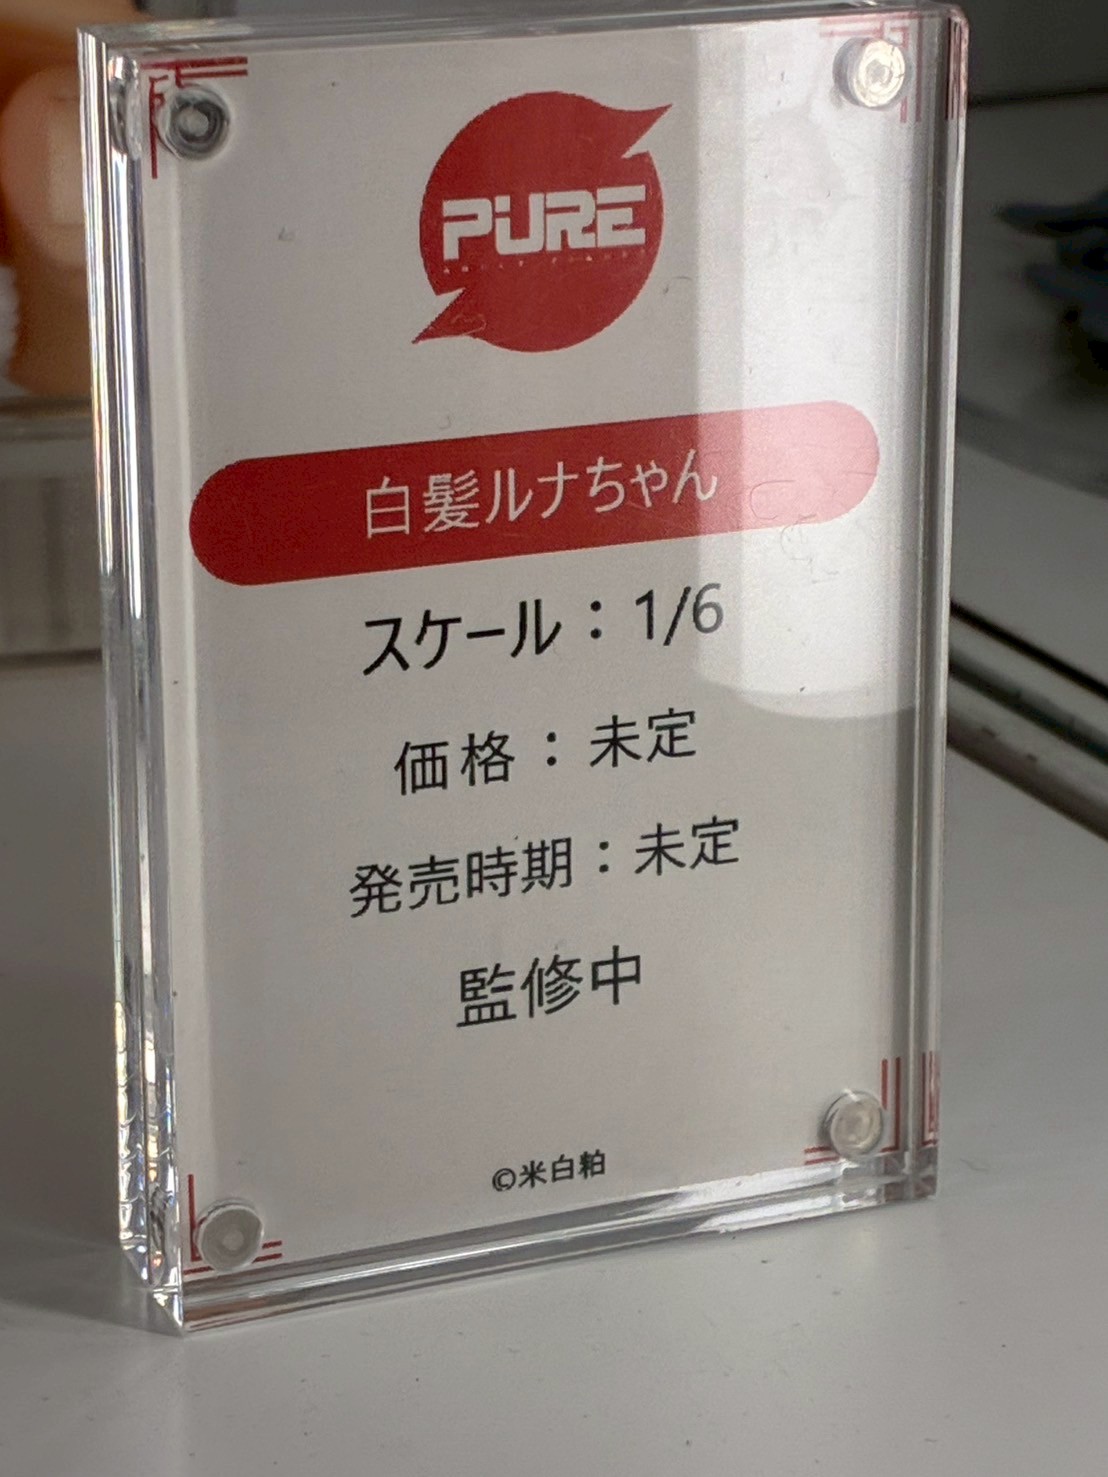 PURE
白髪ルナちゃん
スケール：1/6
価格：未定
発売時期：未定
監修中
©米白粕